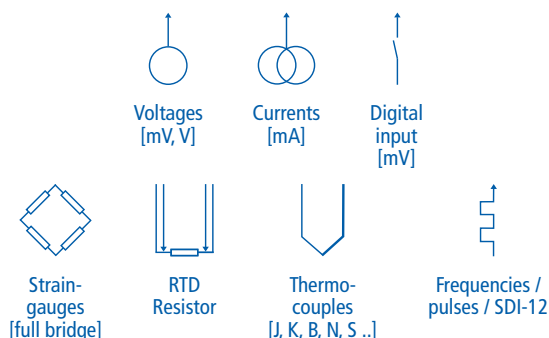 Voltages
[mV, V]
Currents
[mA]
Digital
input
[mV]
Strain-
gauges
[full bridge]
RTD
Resistor
Thermo-
couples
[J, K, B, N, S ..]
Frequencies /
pulses / SDI-12